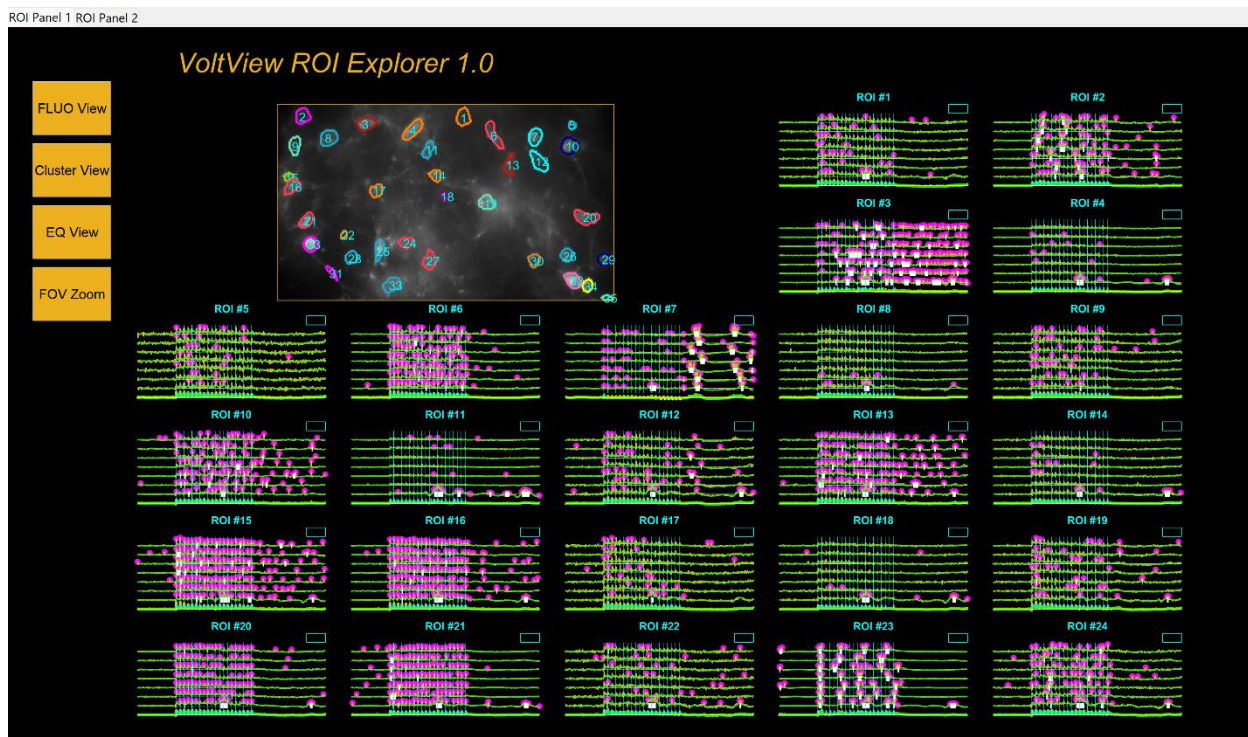 ROI Panel 1 ROI Panel 2
VoltView ROI Explorer 1.0
FLUO View
Cluster View
EQ View
FOV Zoom
1
2
3
4
6
7
8
9
10
11
12
13
14
16
17
18
19
20
21
22
24
25
26
27
28
29
30
31
33
ROI #1
ROI #2
ROI #3
ROI #4
ROI #5
ROI #6
ROI #7
ROI #8
ROI #9
ROI #10
ROI #11
ROI #12
ROI #13
ROI #14
ROI #15
ROI #16
ROI #17
ROI #18
ROI #19
ROI #20
ROI #21
ROI #22
ROI #23
ROI #24